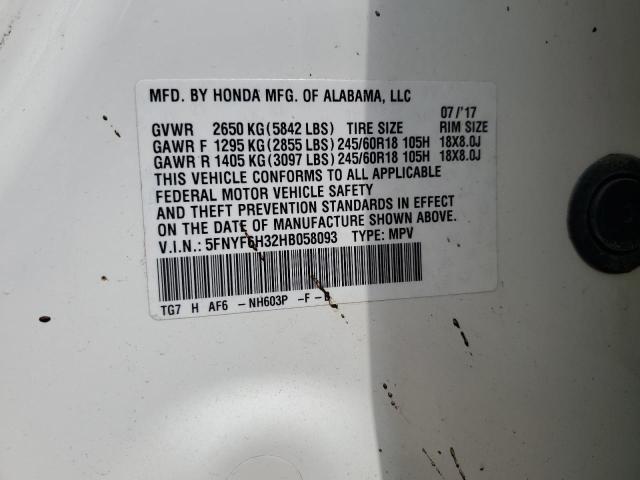 MFD. BY HONDA MFG. OF ALABAMA, LLC
07 /'17
GVWR 2650 KG (5842 LBS) TIRE SIZE RIM SIZE
GAWR F 1295 KG (2855 LBS) 245/60R18 105H 18X8.0J
GAWR R 1405 KG (3097 LBS) 245/60R18 105H 18X8.0J
THIS VEHICLE CONFORMS TO ALL APPLICABLE
FEDERAL MOTOR VEHICLE SAFETY
AND THEFT PREVENTION STANDARDS IN EFFECT
ON THE DATE OF MANUFACTURE SHOWN ABOVE.
V.I.N.: 5FNYF6H32HB058093 TYPE: MPV
TG7 H AF6 -NH603P -F -B